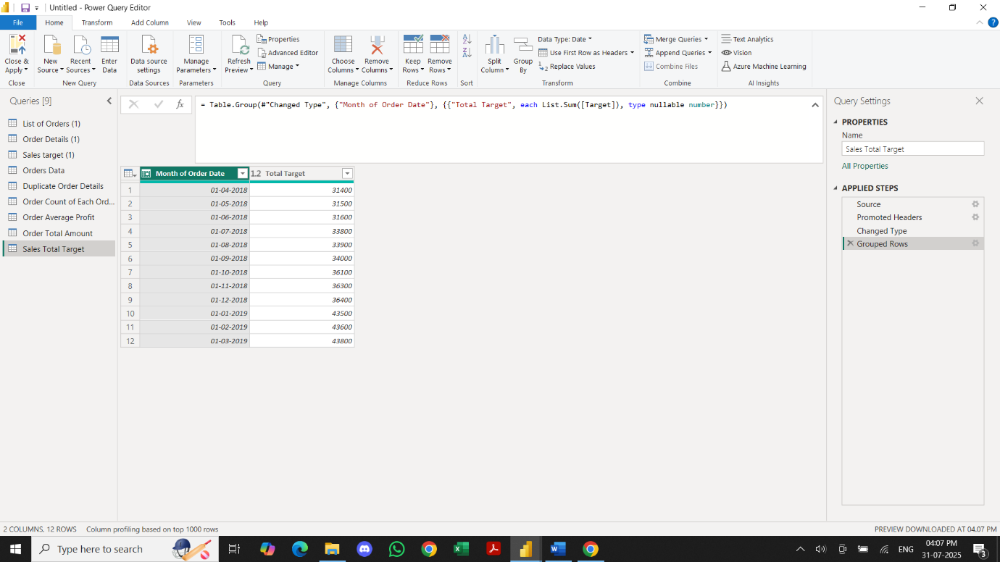 Untitled - Power Query Editor
File Home Transform Add Column View Tools Help
Close & Apply
New Source
Recent Sources
Enter Data
Data source settings
Manage Parameters
Refresh Preview
Properties
Advanced Editor
Manage
Choose Columns
Remove Columns
Keep Rows
Remove Rows
Split Column
Group By
Data Type: Date
Use First Row as Headers
Replace Values
Merge Queries
Append Queries
Combine Files
Text Analytics
Vision
Azure Machine Learning
Close New Query Data Sources Parameters Query Manage Columns Reduce Rows Sort Transform Combine AI Insights
Queries [9]
List of Orders (1)
Order Details (1)
Sales target (1)
Orders Data
Duplicate Order Details
Order Count of Each Ord...
Order Average Profit
Order Total Amount
Sales Total Target
fx = Table.Group(#"Changed Type", {"Month of Order Date"}, {{"Total Target", each List.Sum([Target]), type nullable number}})
Month of Order Date 1.2 Total Target
1 01-04-2018 31400
2 01-05-2018 31500
3 01-06-2018 31600
4 01-07-2018 33800
5 01-08-2018 33900
6 01-09-2018 34000
7 01-10-2018 36100
8 01-11-2018 36300
9 01-12-2018 36400
10 01-01-2019 43500
11 01-02-2019 43600
12 01-03-2019 43800
Query Settings
PROPERTIES
Name
Sales Total Target
All Properties
APPLIED STEPS
Source
Promoted Headers
Changed Type
Grouped Rows
2 COLUMNS, 12 ROWS Column profiling based on top 1000 rows
PREVIEW DOWNLOADED AT 04:07 PM
Type here to search
ENG
04:07 PM
31-07-2025
3